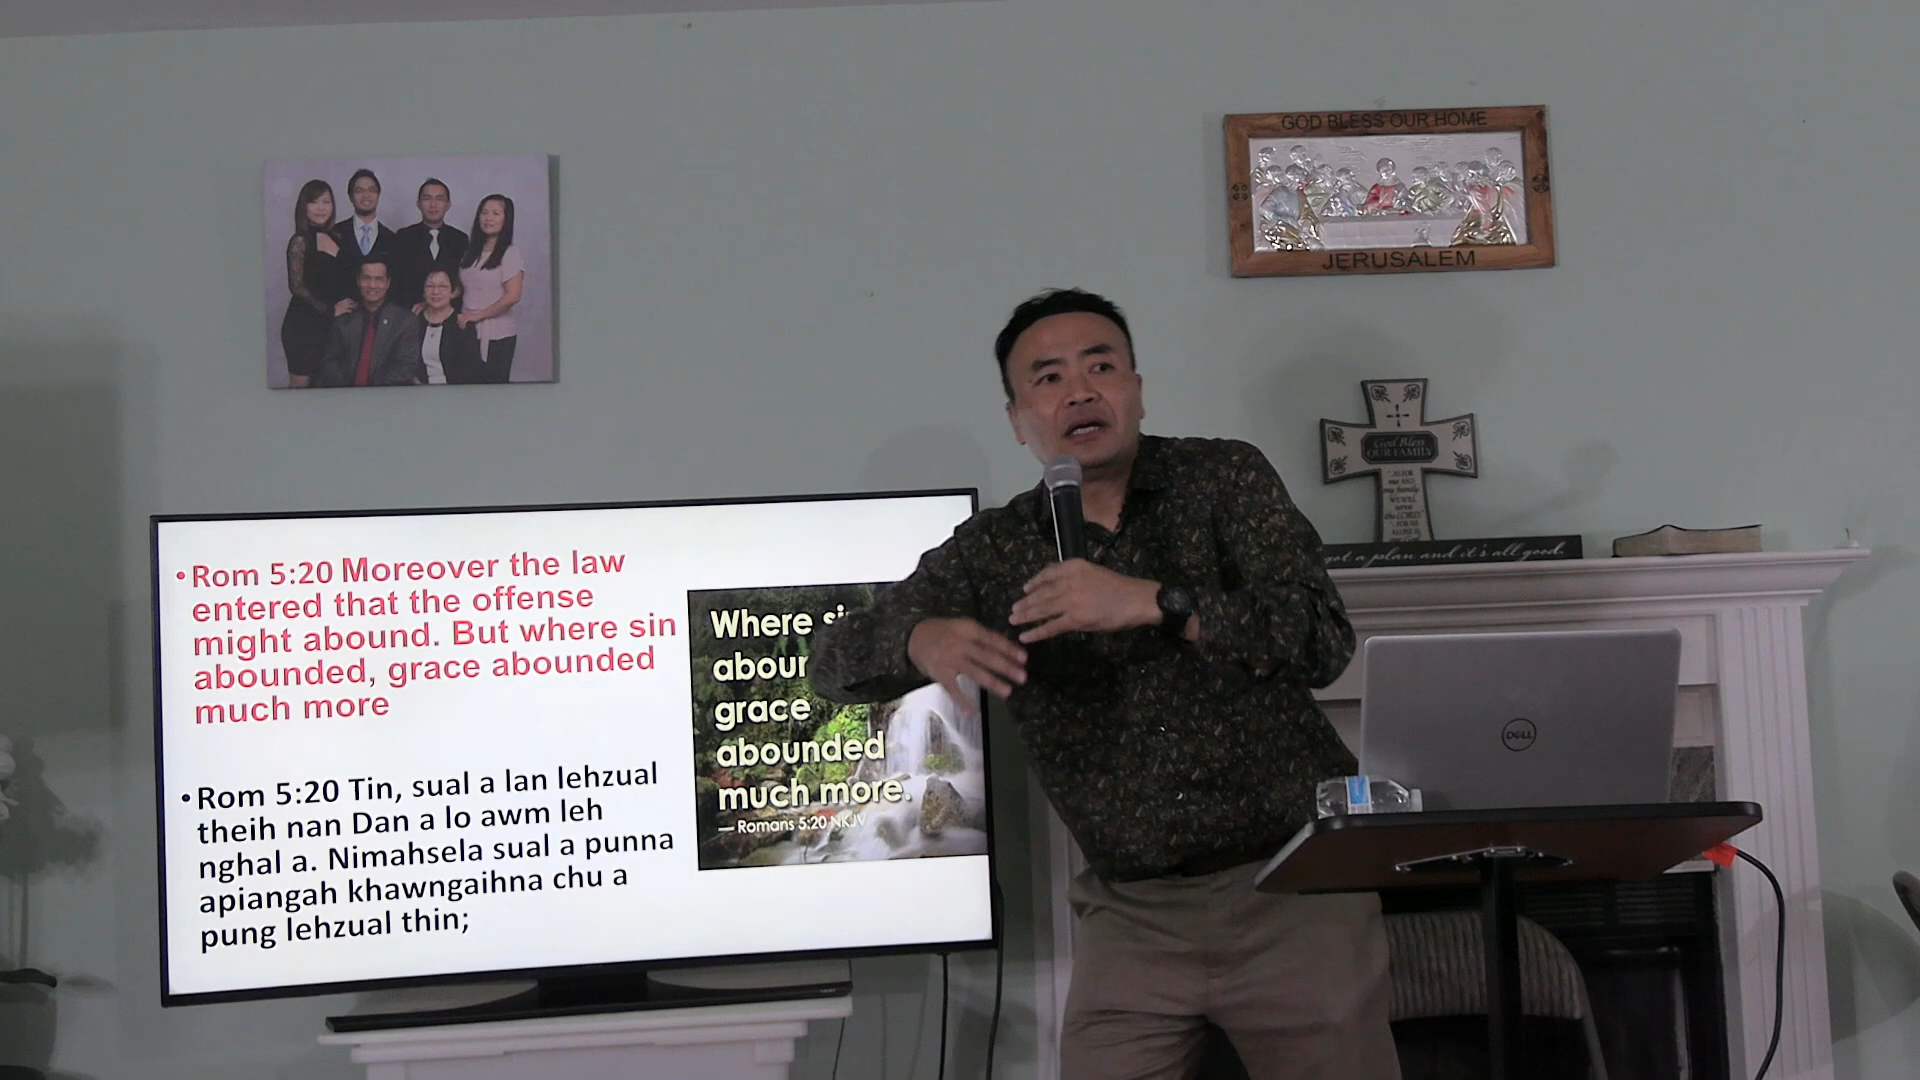 GOD BLESS OUR HOME
JERUSALEM
God Bless
OUR FAMILY
got a plan and it's all good.
• Rom 5:20 Moreover the law
entered that the offense
might abound. But where sin
abounded, grace abounded
much more
• Rom 5:20 Tin, sual a lan lehzual
theih nan Dan a lo awm leh
nghal a. Nimahsela sual a punna
apiangah khawngaihna chu a
pung lehzual thin;
Where
grace
abounded
much more.
— Romans 5:20 NKJV
DELL